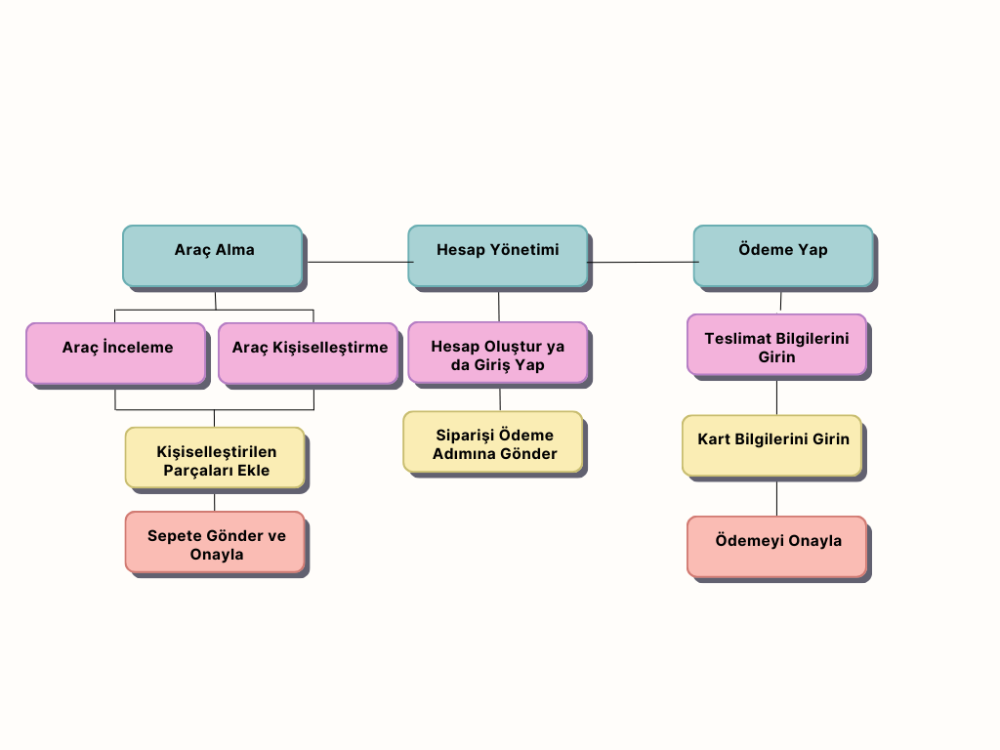 Araç Alma
Hesap Yönetimi
Ödeme Yap
Araç İnceleme
Araç Kişiselleştirme
Hesap Oluştur ya
da Giriş Yap
Teslimat Bilgilerini
Girin
Kişiselleştirilen
Parçaları Ekle
Siparişi Ödeme
Adımına Gönder
Kart Bilgilerini Girin
Sepete Gönder ve
Onayla
Ödemeyi Onayla